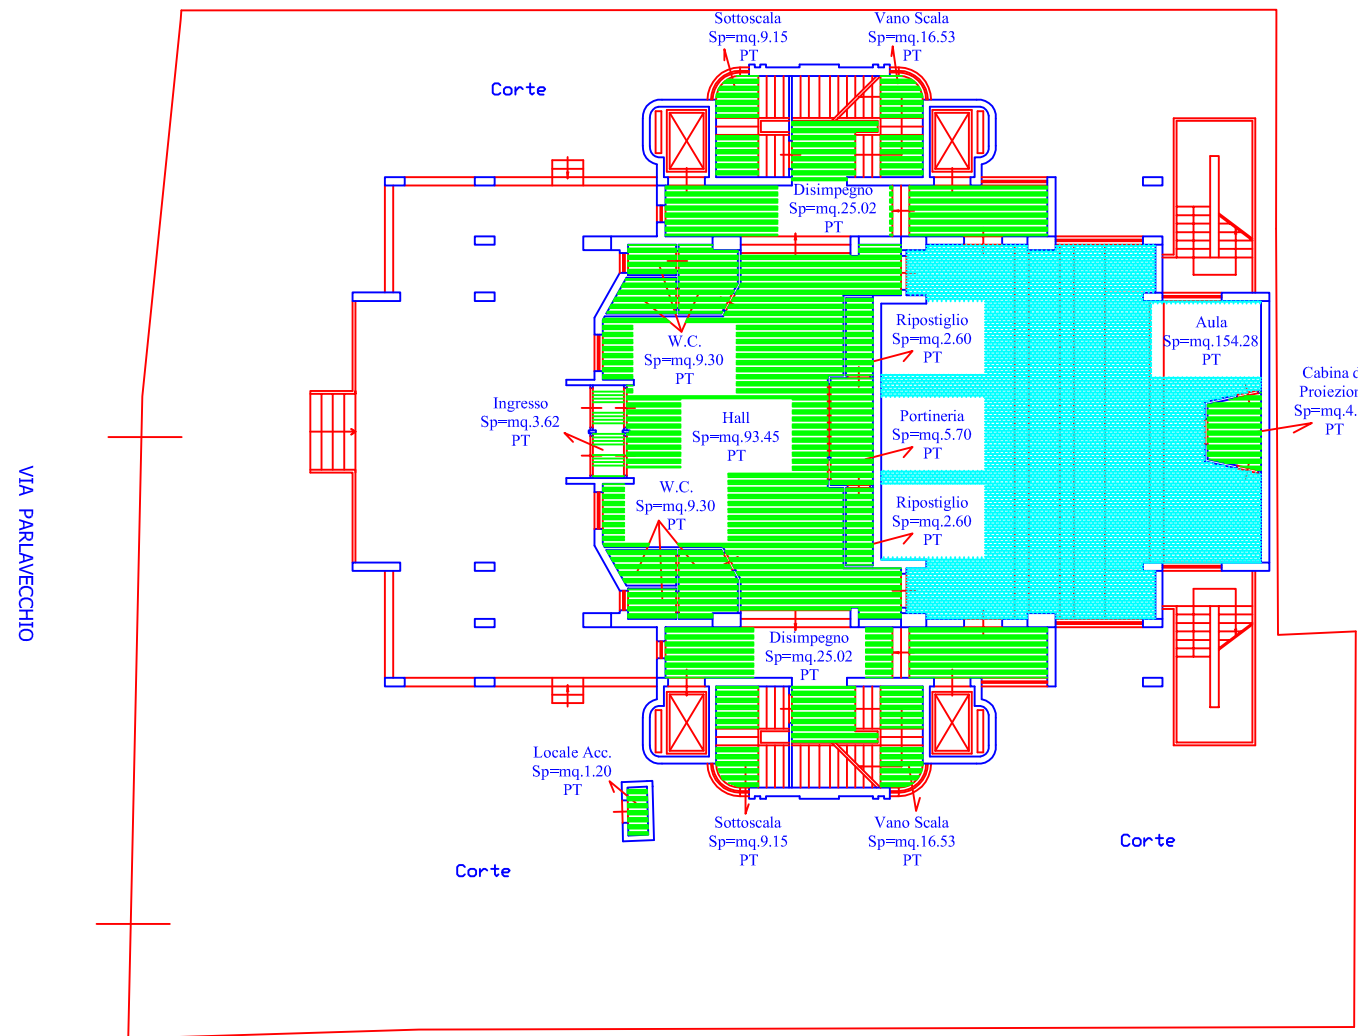 Sottoscala
Sp=mq.9.15
PT
Vano Scala
Sp=mq.16.53
PT
Corte
Disimpegno
Sp=mq.25.02
PT
Ripostiglio
Sp=mq.2.60
PT
Aula
Sp=mq.154.28
PT
W.C.
Sp=mq.9.30
PT
Cabina d
Proiezion
Sp=mq.4.
PT
Ingresso
Sp=mq.3.62
PT
Hall
Sp=mq.93.45
PT
Portineria
Sp=mq.5.70
PT
W.C.
Sp=mq.9.30
PT
Ripostiglio
Sp=mq.2.60
PT
VIA PARLAVECCHIO
Disimpegno
Sp=mq.25.02
PT
Locale Acc.
Sp=mq.1.20
PT
Sottoscala
Sp=mq.9.15
PT
Vano Scala
Sp=mq.16.53
PT
Corte
Corte